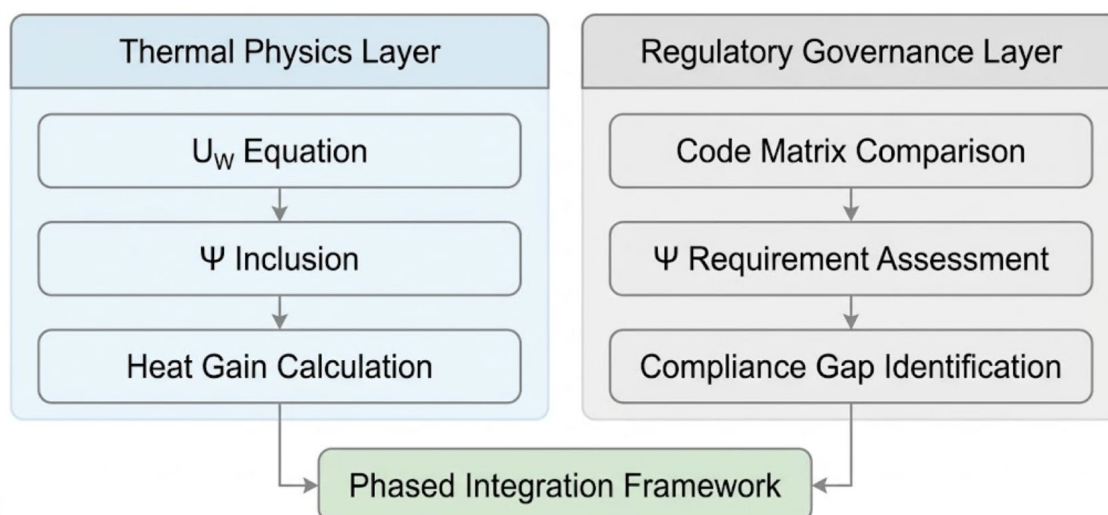 Thermal Physics Layer
U_W Equation
Ψ Inclusion
Heat Gain Calculation
Regulatory Governance Layer
Code Matrix Comparison
Ψ Requirement Assessment
Compliance Gap Identification
Phased Integration Framework